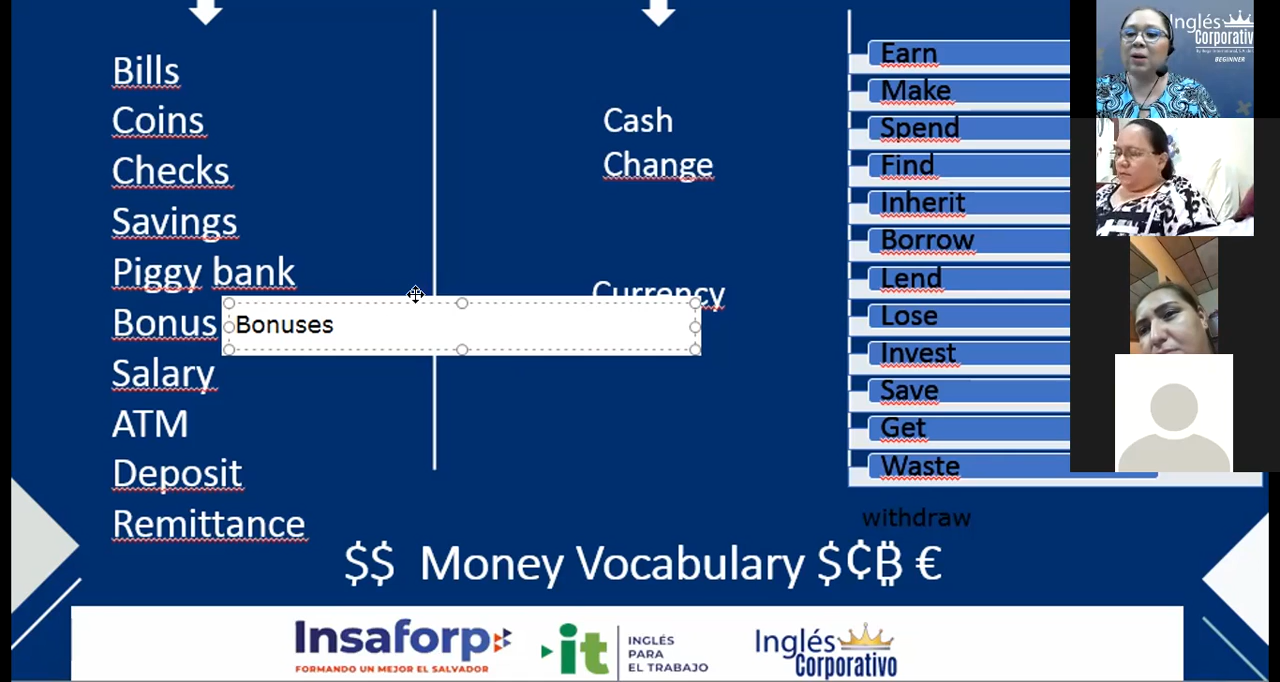 Bills
Coins
Checks
Savings
Piggy bank
Bonus
Bonuses
Salary
ATM
Deposit
Remittance
Cash
Change
Currency
Earn
Make
Spend
Find
Inherit
Borrow
Lend
Lose
Invest
Save
Get
Waste
withdraw
$$ Money Vocabulary $₵₿ €
Insaforp
FORMANDO UN MEJOR EL SALVADOR
it
INGLÉS
PARA
EL TRABAJO
Inglés
Corporativo
Inglés
Corporativo
BEGINNER